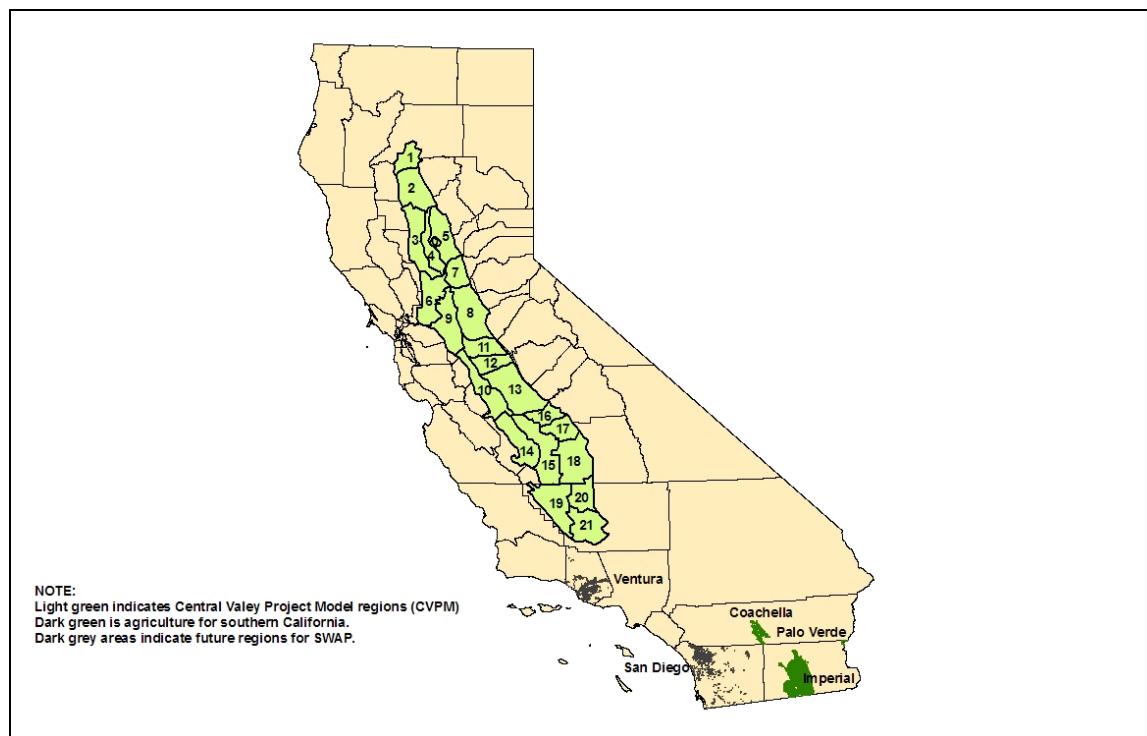 1
2
3
5
4
7
6
8
9
11
12
10
13
16
17
14
15
18
19
20
21
Ventura
NOTE:
Light green indicates Central Valey Project Model regions (CVPM)
Dark green is agriculture for southern California.
Dark grey areas indicate future regions for SWAP.
Coachella
Palo Verde
San Diego
Imperial